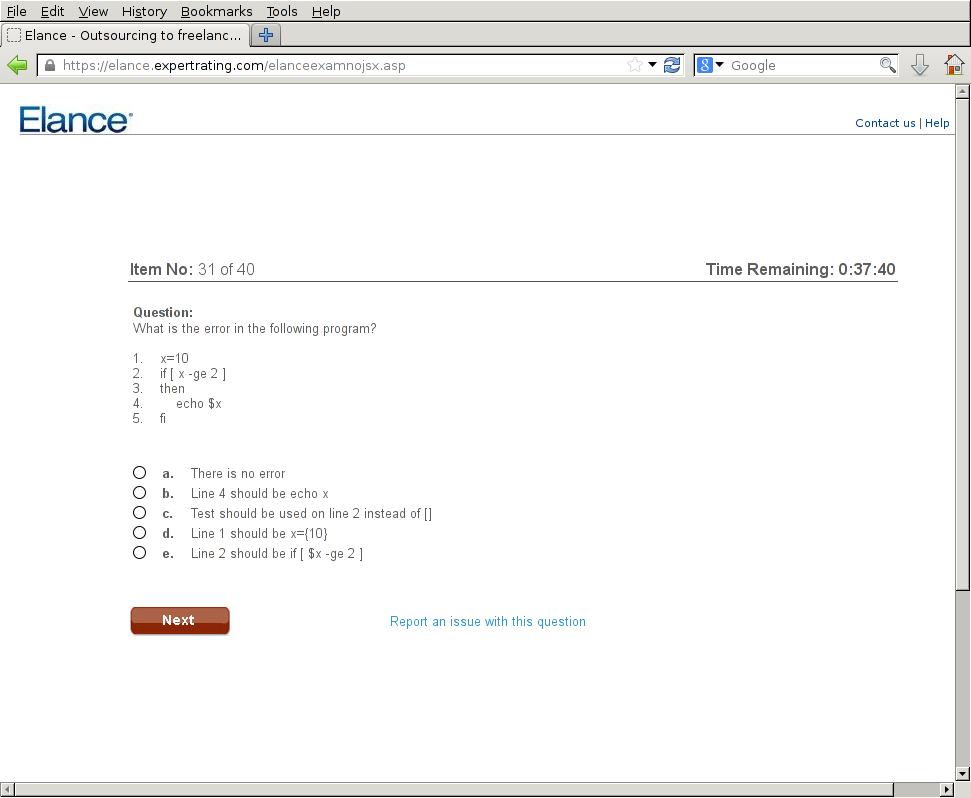 File Edit View History Bookmarks Tools Help
Elance - Outsourcing to freelanc...
https://elance.expertrating.com/elanceexamnojsx.asp
8 Google
Elance
Contact us | Help
Item No: 31 of 40
Time Remaining: 0:37:40
Question:
What is the error in the following program?
1. x=10
2. if [ x -ge 2 ]
3. then
4. echo $x
5. fi
a. There is no error
b. Line 4 should be echo x
c. Test should be used on line 2 instead of []
d. Line 1 should be x={10}
e. Line 2 should be if [ $x -ge 2 ]
Next
Report an issue with this question